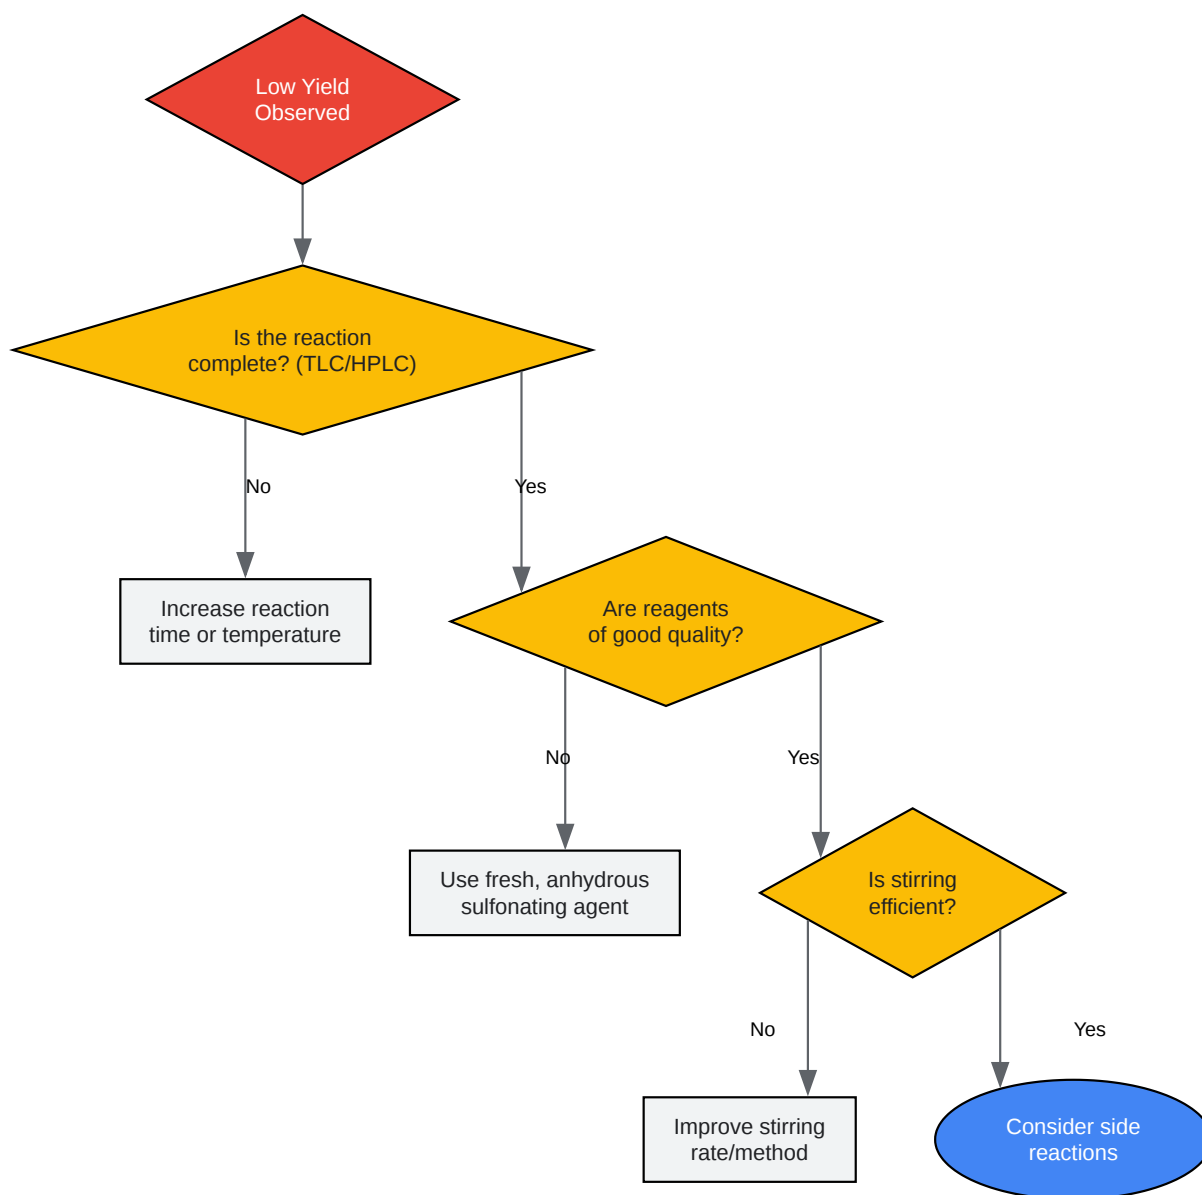 Low Yield
Observed
Is the reaction
complete? (TLC/HPLC)
No
Yes
Increase reaction
time or temperature
Are reagents
of good quality?
No
Yes
Use fresh, anhydrous
sulfonating agent
Is stirring
efficient?
No
Yes
Improve stirring
rate/method
Consider side
reactions